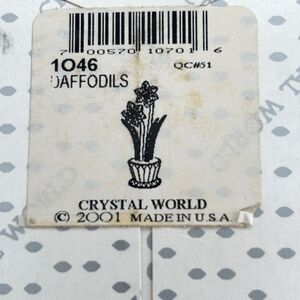 7 00570 10701 6
1046 QC#51
DAFFODILS
CRYSTAL WORLD
© 2001 MADE IN U.S.A.